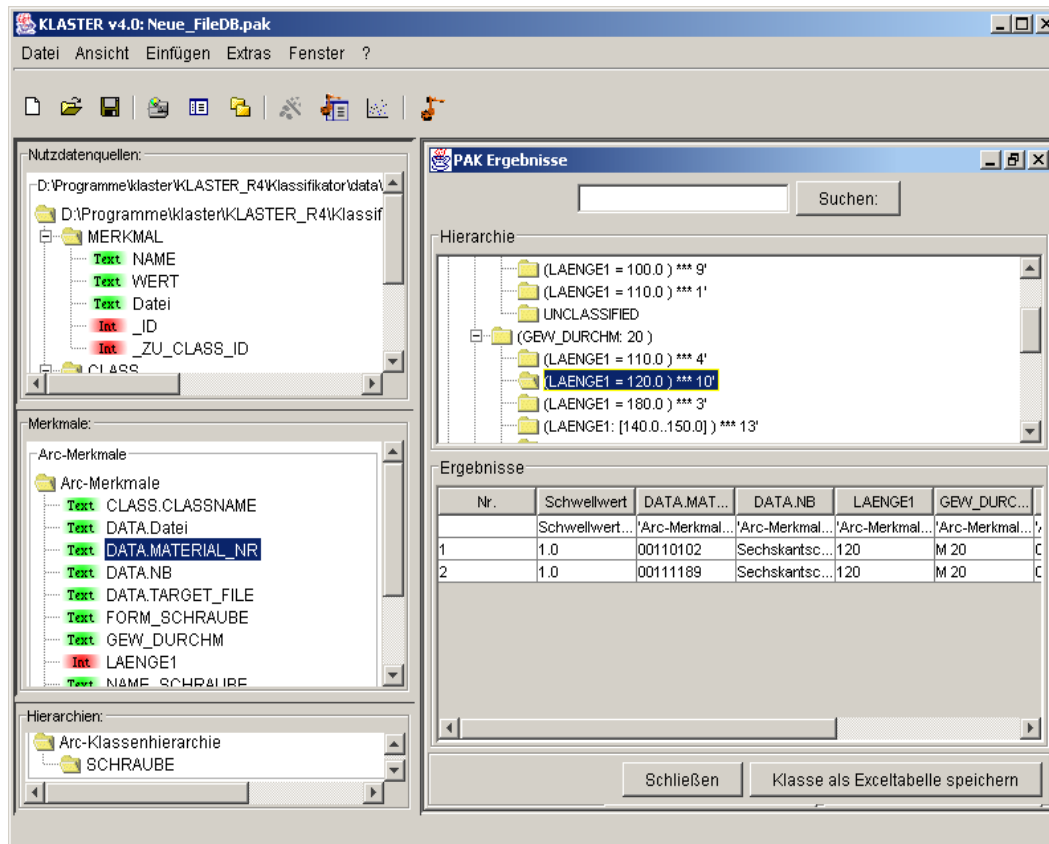 KLASTER v4.0: Neue_FileDB.pak
Datei Ansicht Einfügen Extras Fenster ?
Nutzdatenquellen:
D:\Programme\klaster\KLASTER_R4\Klassifikator\data\
D:\Programme\klaster\KLASTER_R4\Klassif
MERKMAL
Text NAME
Text WERT
Text Datei
Int _ID
Int _ZU_CLASS_ID
CLASS
Merkmale:
Arc-Merkmale
Arc-Merkmale
Text CLASS.CLASSNAME
Text DATA.Datei
Text DATA.MATERIAL_NR
Text DATA.NB
Text DATA.TARGET_FILE
Text FORM_SCHRAUBE
Text GEW_DURCHM
Int LAENGE1
Text NAME_SCHRAUBE
Hierarchien:
Arc-Klassenhierarchie
SCHRAUBE
PAK Ergebnisse
Suchen:
Hierarchie
(LAENGE1 = 100.0 ) *** 9'
(LAENGE1 = 110.0 ) *** 1'
UNCLASSIFIED
(GEW_DURCHM: 20 )
(LAENGE1 = 110.0 ) *** 4'
(LAENGE1 = 120.0 ) *** 10'
(LAENGE1 = 180.0 ) *** 3'
(LAENGE1: [140.0..150.0] ) *** 13'
Ergebnisse
Nr. Schwellwert DATA.MAT... DATA.NB LAENGE1 GEW_DURC...
Schwellwert... 'Arc-Merkmal... 'Arc-Merkmal... 'Arc-Merkmal... 'Arc-Merkmal...
1 1.0 00110102 Sechskantsc... 120 M 20
2 1.0 00111189 Sechskantsc... 120 M 20
Schließen Klasse als Exceltabelle speichern